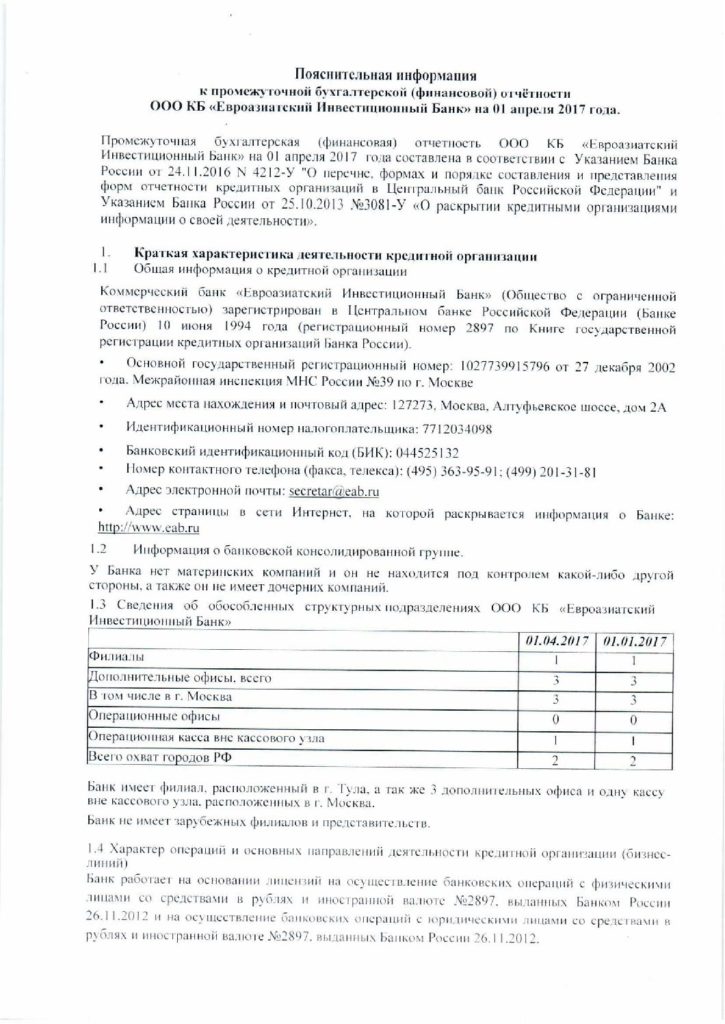 Пояснительная информация
к промежуточной бухгалтерской (финансовой) отчётности
ООО КБ «Евроазиатский Инвестиционный Банк» на 01 апреля 2017 года.
Промежуточная бухгалтерская (финансовая) отчетность ООО КБ «Евроазиатский
Инвестиционный Банк» на 01 апреля 2017 года составлена в соответствии с Указанием Банка
России от 24.11.2016 N 4212-У "О перечне, формах и порядке составления и представления
форм отчетности кредитных организаций в Центральный банк Российской Федерации" и
Указанием Банка России от 25.10.2013 №3081-У «О раскрытии кредитными организациями
информации о своей деятельности».
1. Краткая характеристика деятельности кредитной организации
1.1 Общая информация о кредитной организации
Коммерческий банк «Евроазиатский Инвестиционный Банк» (Общество с ограниченной
ответственностью) зарегистрирован в Центральном банке Российской Федерации (Банке
России) 10 июня 1994 года (регистрационный номер 2897 по Книге государственной
регистрации кредитных организаций Банка России).
• Основной государственный регистрационный номер: 1027739915796 от 27 декабря 2002
года. Межрайонная инспекция МНС России №39 по г. Москве
• Адрес места нахождения и почтовый адрес: 127273, Москва, Алтуфьевское шоссе, дом 2А
• Идентификационный номер налогоплательщика: 7712034098
• Банковский идентификационный код (БИК): 044525132
• Номер контактного телефона (факса, телекса): (495) 363-95-91; (499) 201-31-81
• Адрес электронной почты: secretar@eab.ru
• Адрес страницы в сети Интернет, на которой раскрывается информация о Банке:
http://www.eab.ru
1.2 Информация о банковской консолидированной группе.
У Банка нет материнских компаний и он не находится под контролем какой-либо другой
стороны, а также он не имеет дочерних компаний.
1.3 Сведения об обособленных структурных подразделениях ООО КБ «Евроазиатский
Инвестиционный Банк»
01.04.2017 01.01.2017
Филиалы 1 1
Дополнительные офисы, всего 3 3
В том числе в г. Москва 3 3
Операционные офисы 0 0
Операционная касса вне кассового узла 1 1
Всего охват городов РФ 2 2
Банк имеет филиал, расположенный в г. Тула, а так же 3 дополнительных офиса и одну кассу
вне кассового узла, расположенных в г. Москва.
Банк не имеет зарубежных филиалов и представительств.
1.4 Характер операций и основных направлений деятельности кредитной организации (бизнес-
линий)
Банк работает на основании лицензий на осуществление банковских операций с физическими
лицами со средствами в рублях и иностранной валюте №2897, выданных Банком России
26.11.2012 и на осуществление банковских операций с юридическими лицами со средствами в
рублях и иностранной валюте №2897, выданных Банком России 26.11.2012.